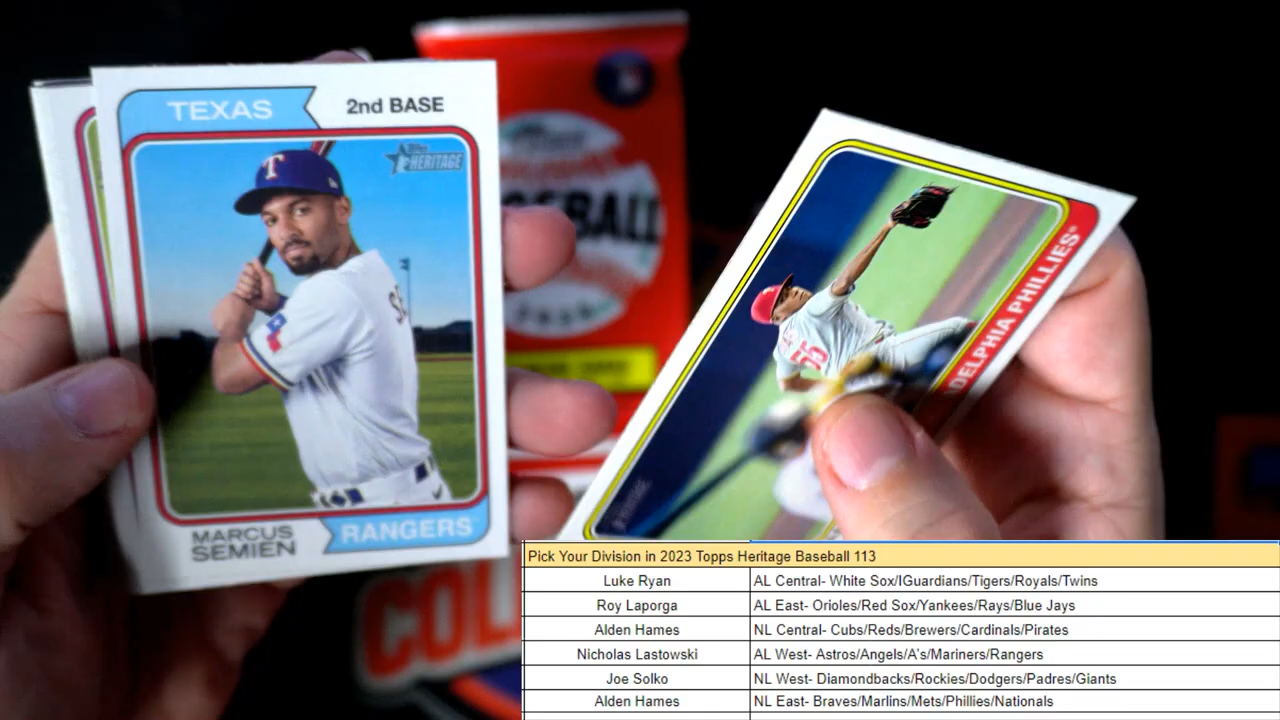 TEXAS
2nd BASE
Topps
HERITAGE
T
MARCUS
SEMIEN
RANGERS
EBALL
56
DELPHIA PHILLIES
COL
Pick Your Division in 2023 Topps Heritage Baseball 113
Luke Ryan AL Central- White Sox/IGuardians/Tigers/Royals/Twins
Roy Laporga AL East- Orioles/Red Sox/Yankees/Rays/Blue Jays
Alden Hames NL Central- Cubs/Reds/Brewers/Cardinals/Pirates
Nicholas Lastowski AL West- Astros/Angels/A's/Mariners/Rangers
Joe Solko NL West- Diamondbacks/Rockies/Dodgers/Padres/Giants
Alden Hames NL East- Braves/Marlins/Mets/Phillies/Nationals